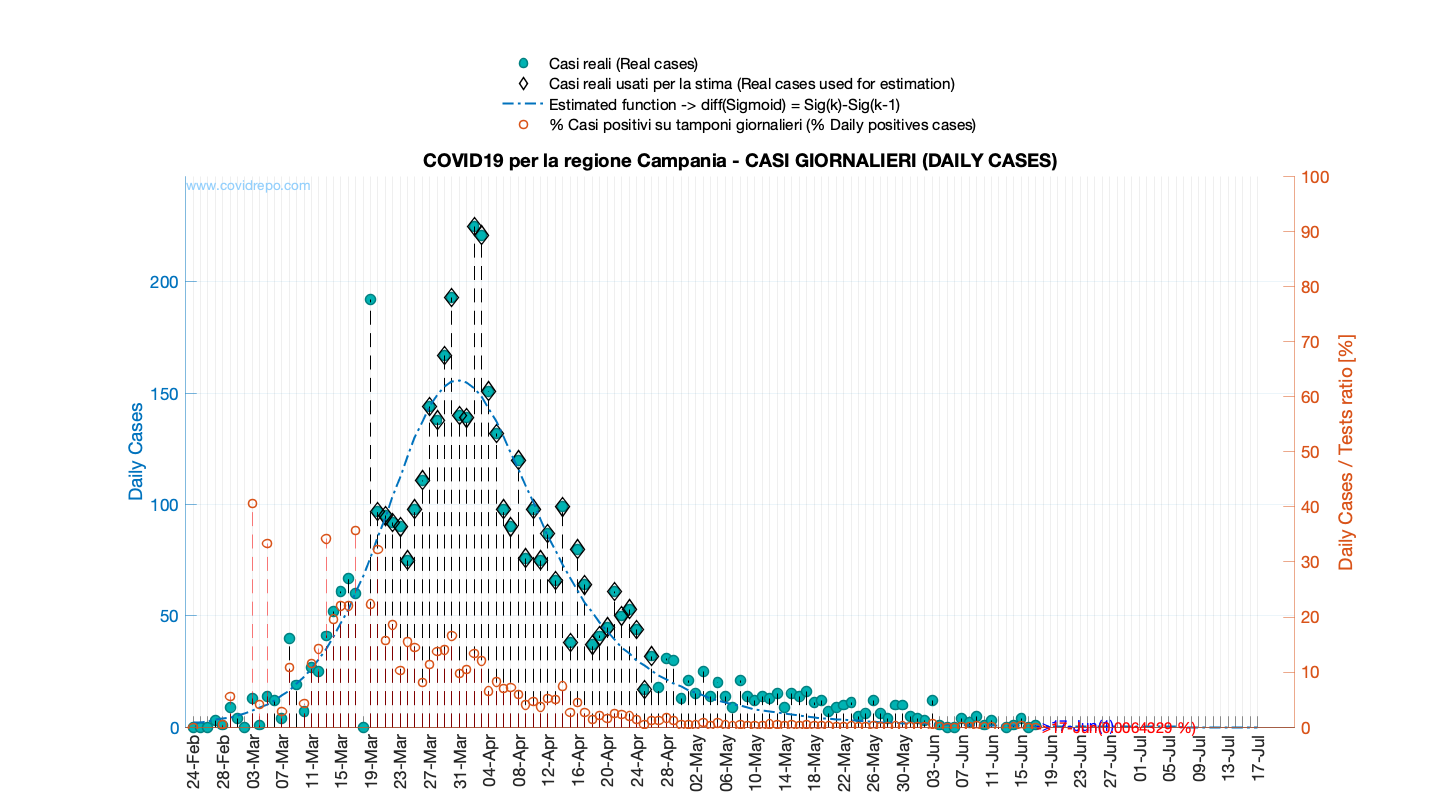 Casi reali (Real cases)
Casi reali usati per la stima (Real cases used for estimation)
Estimated function -> diff(Sigmoid) = Sig(k)-Sig(k-1)
% Casi positivi su tamponi giornalieri (% Daily positives cases)
COVID19 per la regione Campania - CASI GIORNALIERI (DAILY CASES)
www.covidrepo.com
Daily Cases
0
50
100
150
200
Daily Cases / Tests ratio [%]
0
10
20
30
40
50
60
70
80
90
100
24-Feb
28-Feb
03-Mar
07-Mar
11-Mar
15-Mar
19-Mar
23-Mar
27-Mar
31-Mar
04-Apr
08-Apr
12-Apr
16-Apr
20-Apr
24-Apr
28-Apr
02-May
06-May
10-May
14-May
18-May
22-May
26-May
30-May
03-Jun
07-Jun
11-Jun
15-Jun
19-Jun
23-Jun
27-Jun
01-Jul
05-Jul
09-Jul
13-Jul
17-Jul